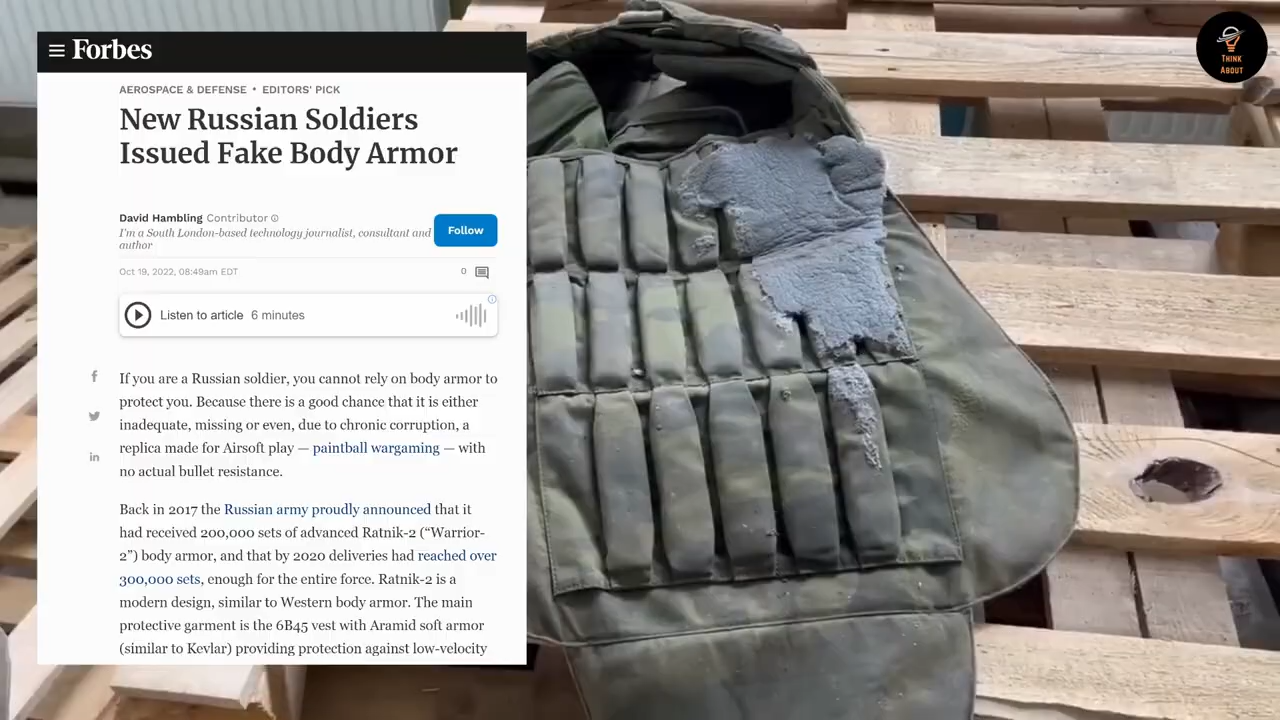 Forbes
THINK
ABOUT
AEROSPACE & DEFENSE • EDITORS' PICK
New Russian Soldiers
Issued Fake Body Armor
David Hambling Contributor
I'm a South London-based technology journalist, consultant and
author
Follow
Oct 19, 2022, 08:49am EDT
0
Listen to article 6 minutes
If you are a Russian soldier, you cannot rely on body armor to
protect you. Because there is a good chance that it is either
inadequate, missing or even, due to chronic corruption, a
replica made for Airsoft play — paintball wargaming — with
no actual bullet resistance.
Back in 2017 the Russian army proudly announced that it
had received 200,000 sets of advanced Ratnik-2 (“Warrior-
2”) body armor, and that by 2020 deliveries had reached over
300,000 sets, enough for the entire force. Ratnik-2 is a
modern design, similar to Western body armor. The main
protective garment is the 6B45 vest with Aramid soft armor
(similar to Kevlar) providing protection against low-velocity